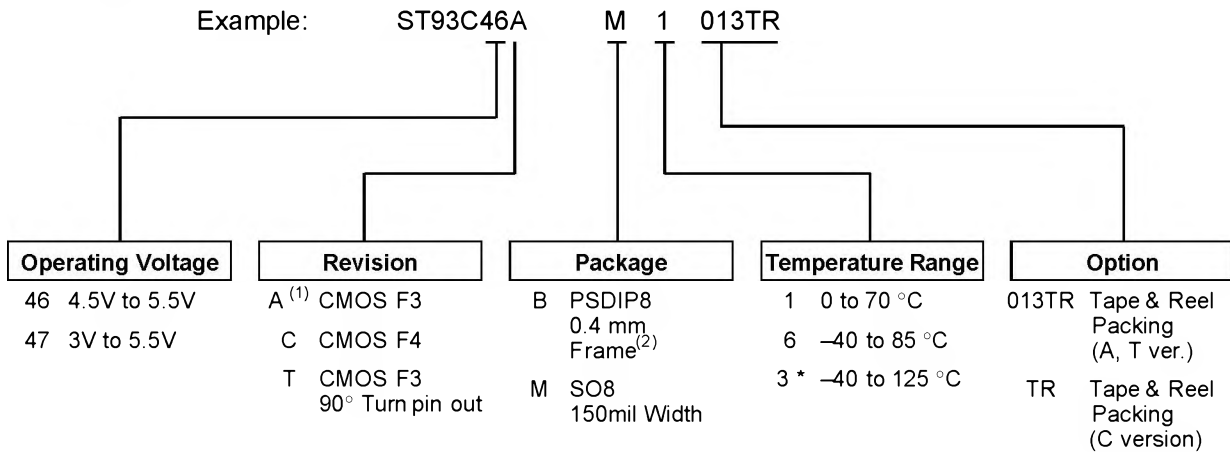 Example: ST93C46A M 1 013TR
Operating Voltage
46 4.5V to 5.5V
47 3V to 5.5V
Revision
A (1) CMOS F3
C CMOS F4
T CMOS F3
90° Turn pin out
Package
B PSDIP8
0.4 mm
Frame(2)
M SO8
150mil Width
Temperature Range
1 0 to 70 °C
6 –40 to 85 °C
3 * –40 to 125 °C
Option
013TR Tape & Reel
Packing
(A, T ver.)
TR Tape & Reel
Packing
(C version)